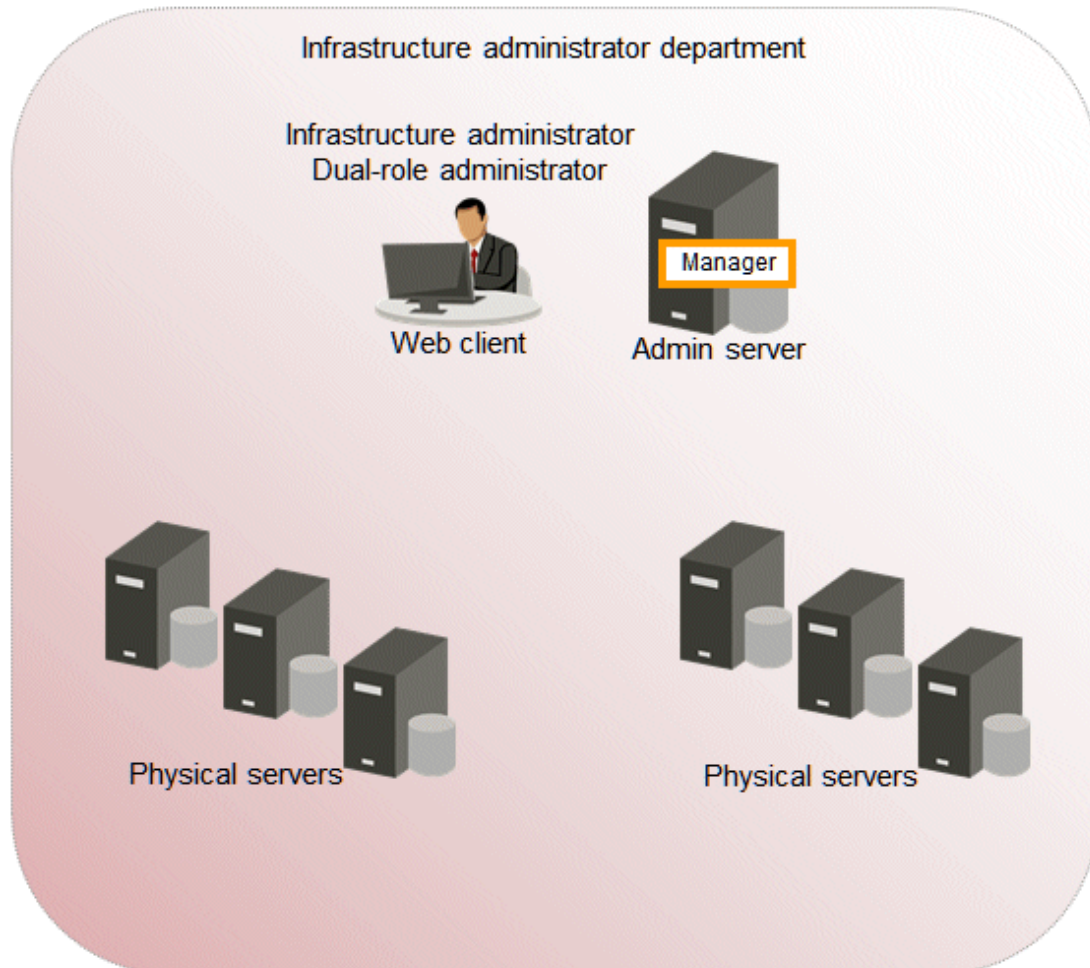 Infrastructure administrator department
Infrastructure administrator
Dual-role administrator
Manager
Web client
Admin server
Physical servers
Physical servers